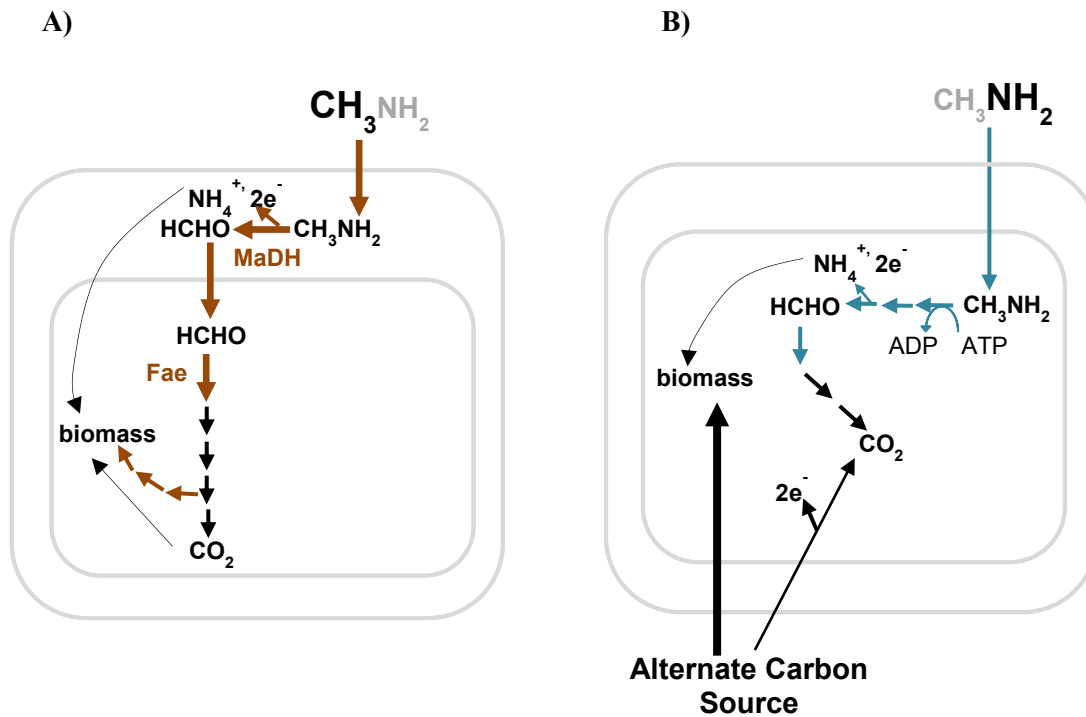 A)
CH₃NH₂
NH₄⁺, 2e⁻
HCHO
CH₃NH₂
MaDH
HCHO
Fae
biomass
CO₂
B)
CH₃NH₂
NH₄⁺, 2e⁻
HCHO
CH₃NH₂
ADP
ATP
biomass
CO₂
2e⁻
Alternate Carbon
Source